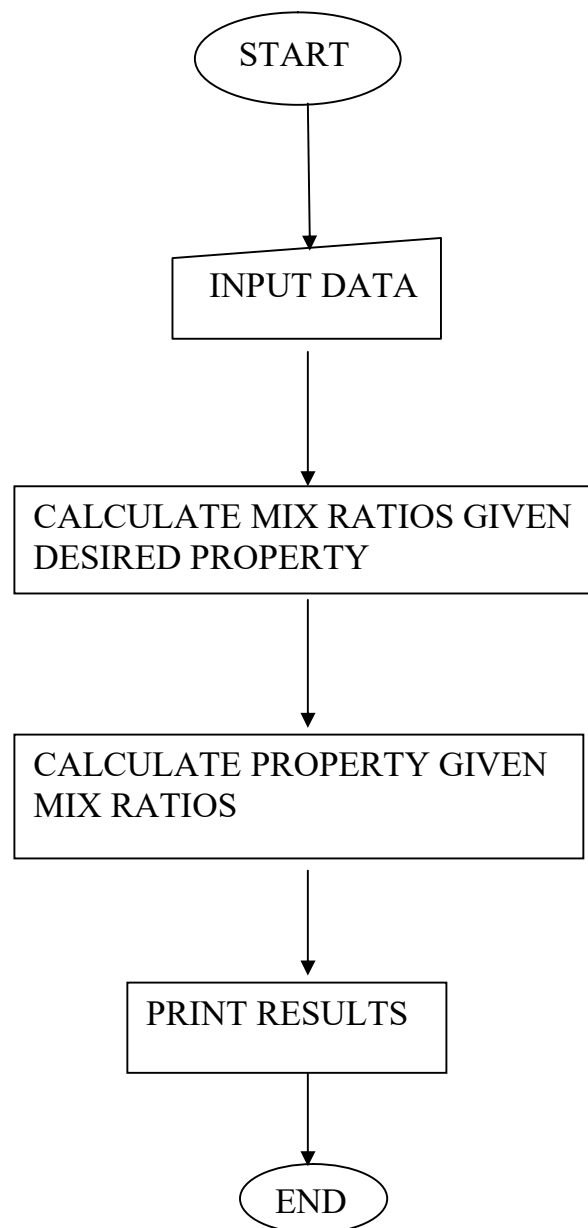 START
INPUT DATA
CALCULATE MIX RATIOS GIVEN
DESIRED PROPERTY
CALCULATE PROPERTY GIVEN
MIX RATIOS
PRINT RESULTS
END